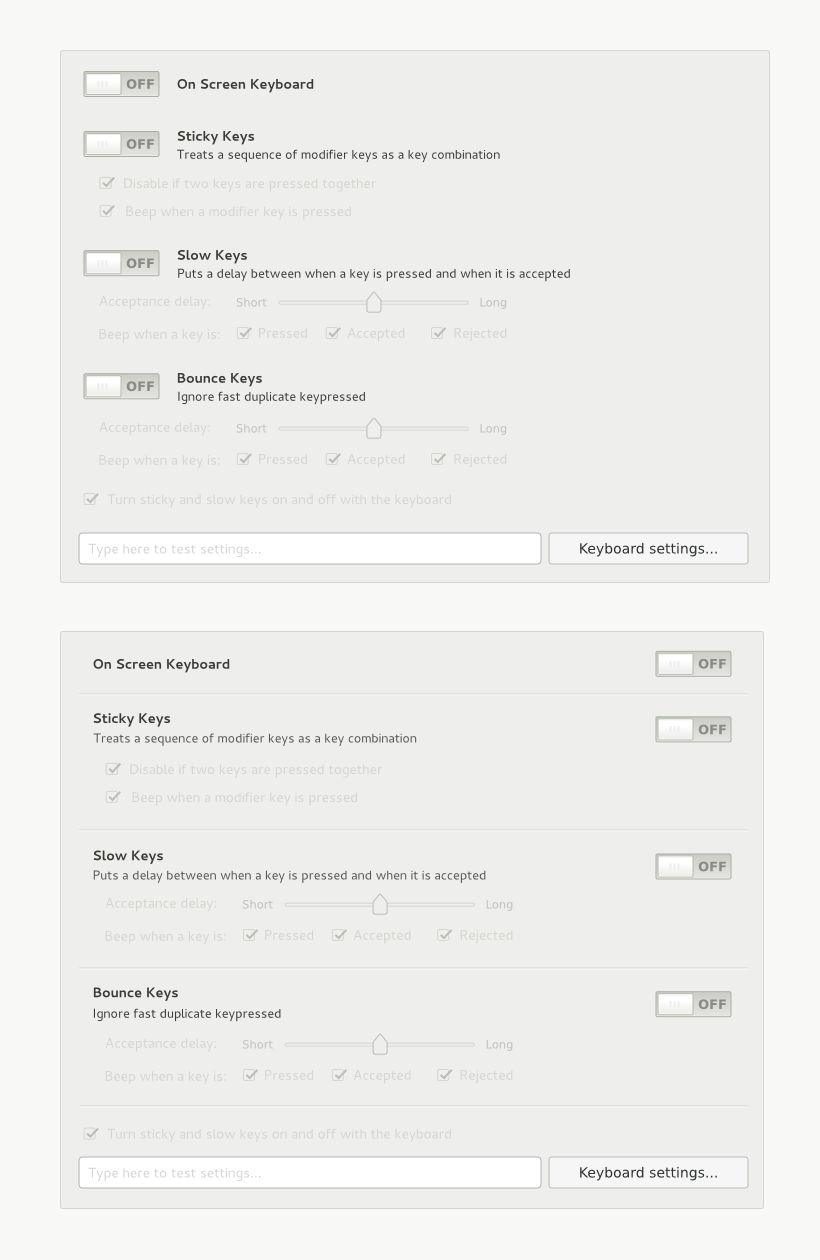 OFF On Screen Keyboard
OFF Sticky Keys
Treats a sequence of modifier keys as a key combination
Disable if two keys are pressed together
Beep when a modifier key is pressed
OFF Slow Keys
Puts a delay between when a key is pressed and when it is accepted
Acceptance delay: Short Long
Beep when a key is: Pressed Accepted Rejected
OFF Bounce Keys
Ignore fast duplicate keypressed
Acceptance delay: Short Long
Beep when a key is: Pressed Accepted Rejected
Turn sticky and slow keys on and off with the keyboard
Type here to test settings... Keyboard settings...
On Screen Keyboard OFF
Sticky Keys OFF
Treats a sequence of modifier keys as a key combination
Disable if two keys are pressed together
Beep when a modifier key is pressed
Slow Keys OFF
Puts a delay between when a key is pressed and when it is accepted
Acceptance delay: Short Long
Beep when a key is: Pressed Accepted Rejected
Bounce Keys OFF
Ignore fast duplicate keypressed
Acceptance delay: Short Long
Beep when a key is: Pressed Accepted Rejected
Turn sticky and slow keys on and off with the keyboard
Type here to test settings... Keyboard settings...